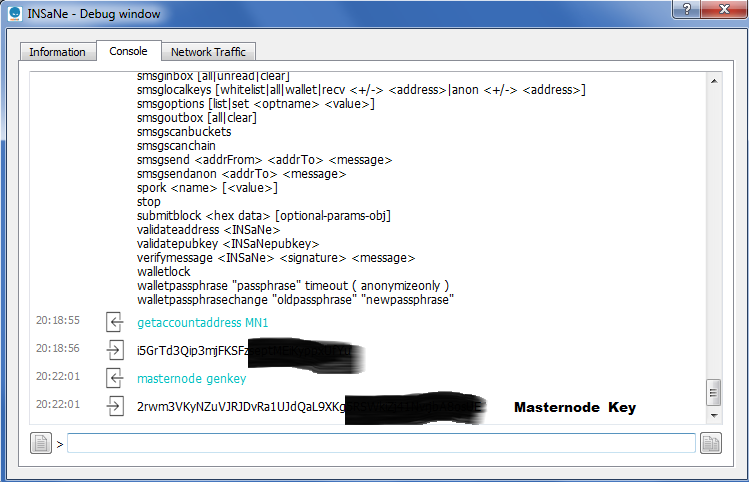 INSaNe - Debug window
Information Console Network Traffic
smsginbox [all|unread|clear]
smsglocalkeys [whitelist|all|wallet|recv <+/-> <address>|anon <+/-> <address>]
smsgoptions [list|set <optname> <value>]
smsgoutbox [all|clear]
smsgscanbuckets
smsgscanchain
smsgsend <addrFrom> <addrTo> <message>
smsgsendanon <addrTo> <message>
spork <name> [<value>]
stop
submitblock <hex data> [optional-params-obj]
validateaddress <INSaNe>
validatepubkey <INSaNepubkey>
verifymessage <INSaNe> <signature> <message>
walletlock
walletpassphrase "passphrase" timeout ( anonymizeonly )
walletpassphrasechange "oldpassphrase" "newpassphrase"
20:18:55 getaccountaddress MN1
20:18:56 i5GrTd3Qip3mjFKSFz
20:22:01 masternode genkey
20:22:01 2rwm3VKyNZuVJRJDvRa1UJdQaL9XKg Masternode Key
>